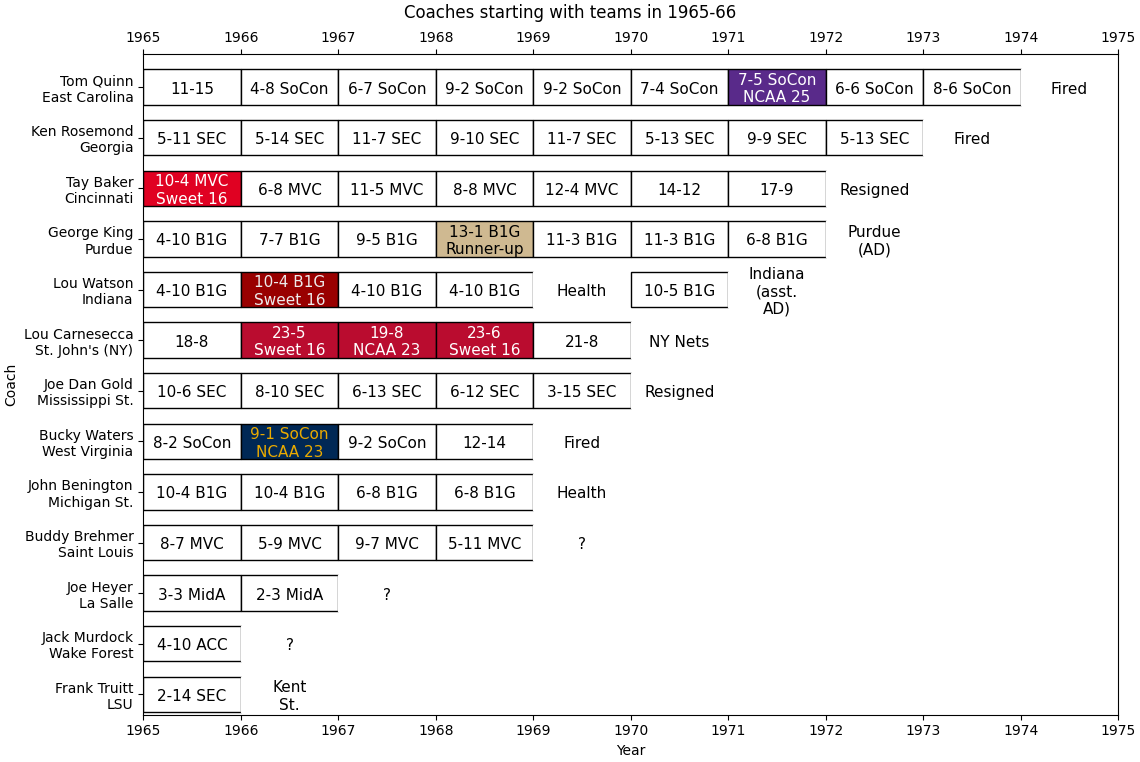 Coaches starting with teams in 1965-66
1965 1966 1967 1968 1969 1970 1971 1972 1973 1974 1975
Tom Quinn
East Carolina
11-15
4-8 SoCon
6-7 SoCon
9-2 SoCon
9-2 SoCon
7-4 SoCon
7-5 SoCon
NCAA 25
6-6 SoCon
8-6 SoCon
Fired
Ken Rosemond
Georgia
5-11 SEC
5-14 SEC
11-7 SEC
9-10 SEC
11-7 SEC
5-13 SEC
9-9 SEC
5-13 SEC
Fired
Tay Baker
Cincinnati
10-4 MVC
Sweet 16
6-8 MVC
11-5 MVC
8-8 MVC
12-4 MVC
14-12
17-9
Resigned
George King
Purdue
4-10 B1G
7-7 B1G
9-5 B1G
13-1 B1G
Runner-up
11-3 B1G
11-3 B1G
6-8 B1G
Purdue
(AD)
Lou Watson
Indiana
4-10 B1G
10-4 B1G
Sweet 16
4-10 B1G
4-10 B1G
Health
10-5 B1G
Indiana
(asst.
AD)
Lou Carnesecca
St. John's (NY)
18-8
23-5
Sweet 16
19-8
NCAA 23
23-6
Sweet 16
21-8
NY Nets
Joe Dan Gold
Mississippi St.
10-6 SEC
8-10 SEC
6-13 SEC
6-12 SEC
3-15 SEC
Resigned
Bucky Waters
West Virginia
8-2 SoCon
9-1 SoCon
NCAA 23
9-2 SoCon
12-14
Fired
John Benington
Michigan St.
10-4 B1G
10-4 B1G
6-8 B1G
6-8 B1G
Health
Buddy Brehmer
Saint Louis
8-7 MVC
5-9 MVC
9-7 MVC
5-11 MVC
?
Joe Heyer
La Salle
3-3 MidA
2-3 MidA
?
Jack Murdock
Wake Forest
4-10 ACC
?
Frank Truitt
LSU
2-14 SEC
Kent
St.
Coach
1965 1966 1967 1968 1969 1970 1971 1972 1973 1974 1975
Year